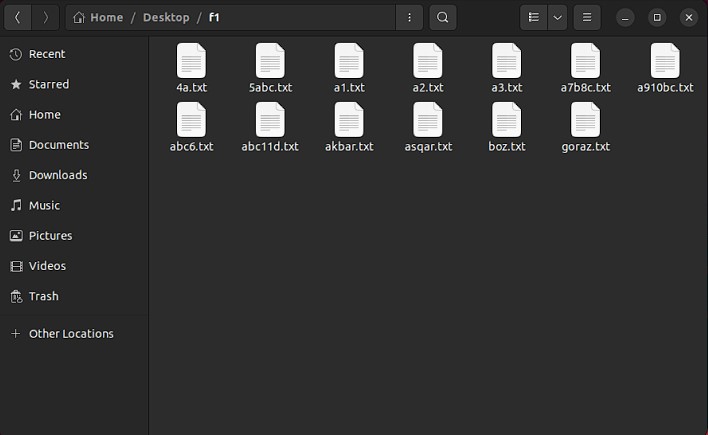 Home / Desktop / f1
Recent
Starred
Home
Documents
Downloads
Music
Pictures
Videos
Trash
Other Locations
4a.txt 5abc.txt a1.txt a2.txt a3.txt a7b8c.txt a910bc.txt
abc6.txt abc11d.txt akbar.txt asqar.txt boz.txt goraz.txt